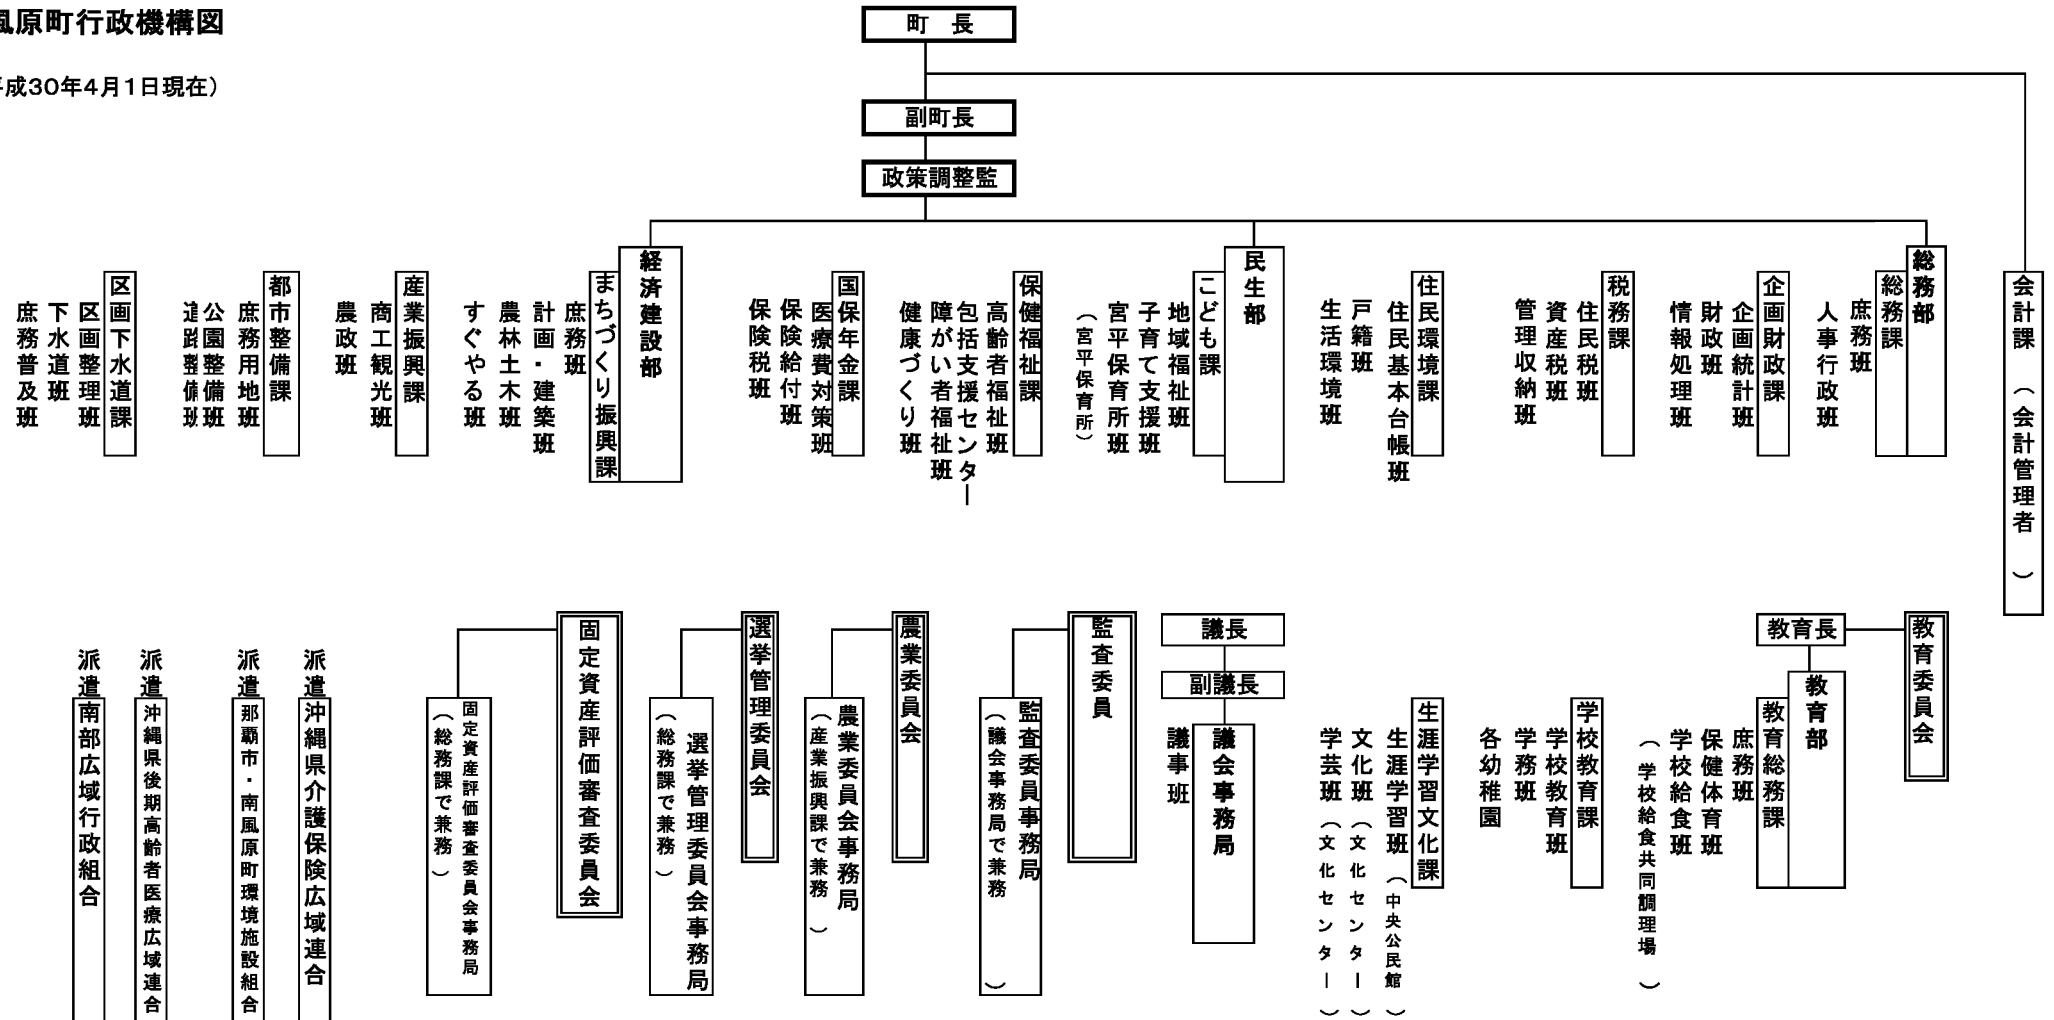 風原町行政機構図
成30年4月1日現在）
町　長
副町長
政策調整監
会計課　（会計管理者　）
総務部
総務課
庶務班
人事行政班
企画財政課
企画統計班
財政班
情報処理班
税務課
住民税班
資産税班
管理収納班
住民環境課
住民基本台帳班
戸籍班
生活環境班
民生部
こども課
地域福祉班
子育て支援班
宮平保育所班
（宮平保育所）
保健福祉課
高齢者福祉班
包括支援センター
障がい者福祉班
健康づくり班
国保年金課
医療費対策班
保険給付班
保険税班
経済建設部
まちづくり振興課
庶務班
計画・建築班
農林土木班
すぐやる班
産業振興課
商工観光班
農政班
都市整備課
庶務用地班
公園整備班
道路整備班
区画下水道課
区画整理班
下水道班
庶務普及班
教育委員会
教育長
教育部
教育総務課
庶務班
保健体育班
学校給食班
（学校給食共同調理場　）
学校教育課
学校教育班
学務班
各幼稚園
生涯学習文化課
生涯学習班（中央公民館　）
文化班（文化センター　）
学芸班（文化センター　）
議長
副議長
議会事務局
議事班
監査委員
監査委員事務局
（議会事務局で兼務　）
農業委員会
農業委員会事務局
（産業振興課で兼務　）
選挙管理委員会
選挙管理委員会事務局
（総務課で兼務　）
固定資産評価審査委員会
固定資産評価審査委員会事務局
（総務課で兼務　）
派遣
沖縄県介護保険広域連合
派遣
那覇市・南風原町環境施設組合
派遣
沖縄県後期高齢者医療広域連合
派遣
南部広域行政組合